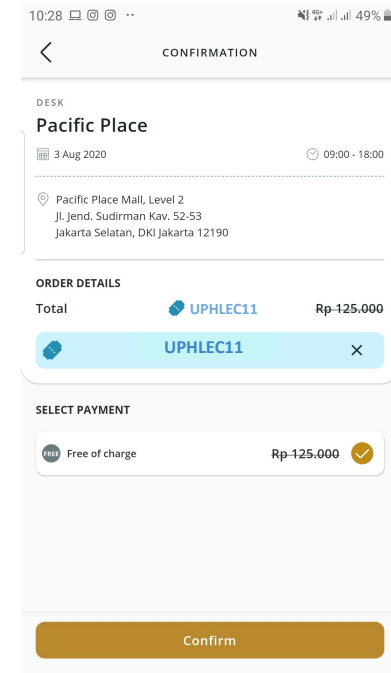 10:28
4G+ 49%
CONFIRMATION
DESK
Pacific Place
3 Aug 2020 09:00 - 18:00
Pacific Place Mall, Level 2
Jl. Jend. Sudirman Kav. 52-53
Jakarta Selatan, DKI Jakarta 12190
ORDER DETAILS
Total UPHLEC11 Rp 125.000
UPHLEC11
SELECT PAYMENT
FREE Free of charge Rp 125.000
Confirm